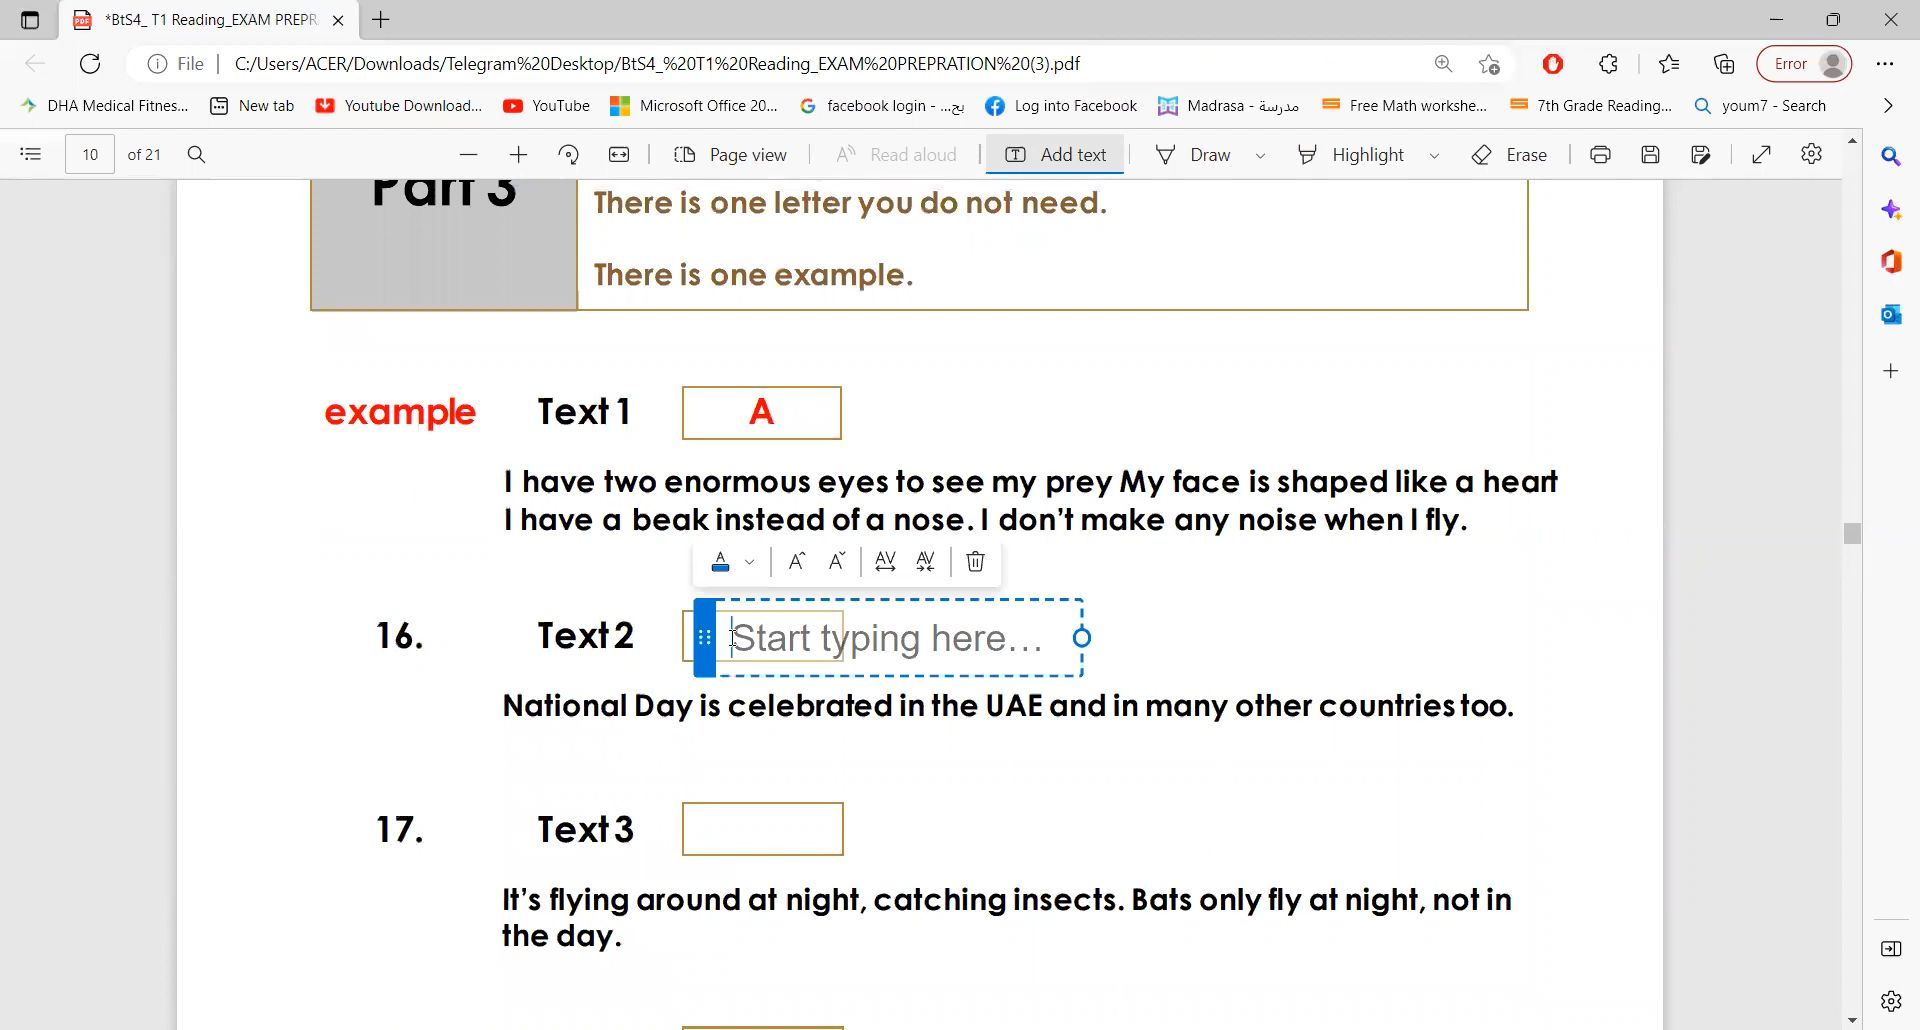 *BtS4_ T1 Reading_EXAM PREPR
File
C:/Users/ACER/Downloads/Telegram%20Desktop/BtS4_%20T1%20Reading_EXAM%20PREPRATION%20(3).pdf
Error
DHA Medical Fitnes...
New tab
Youtube Download...
YouTube
Microsoft Office 20...
facebook login - ...بح
Log into Facebook
Madrasa - مدرسة
Free Math workshe...
7th Grade Reading...
youm7 - Search
10 of 21
Page view
Read aloud
Add text
Draw
Highlight
Erase
Part 3
There is one letter you do not need.
There is one example.
example Text 1 A
I have two enormous eyes to see my prey My face is shaped like a heart
I have a beak instead of a nose. I don't make any noise when I fly.
16. Text 2 Start typing here...
National Day is celebrated in the UAE and in many other countries too.
17. Text 3
It's flying around at night, catching insects. Bats only fly at night, not in
the day.